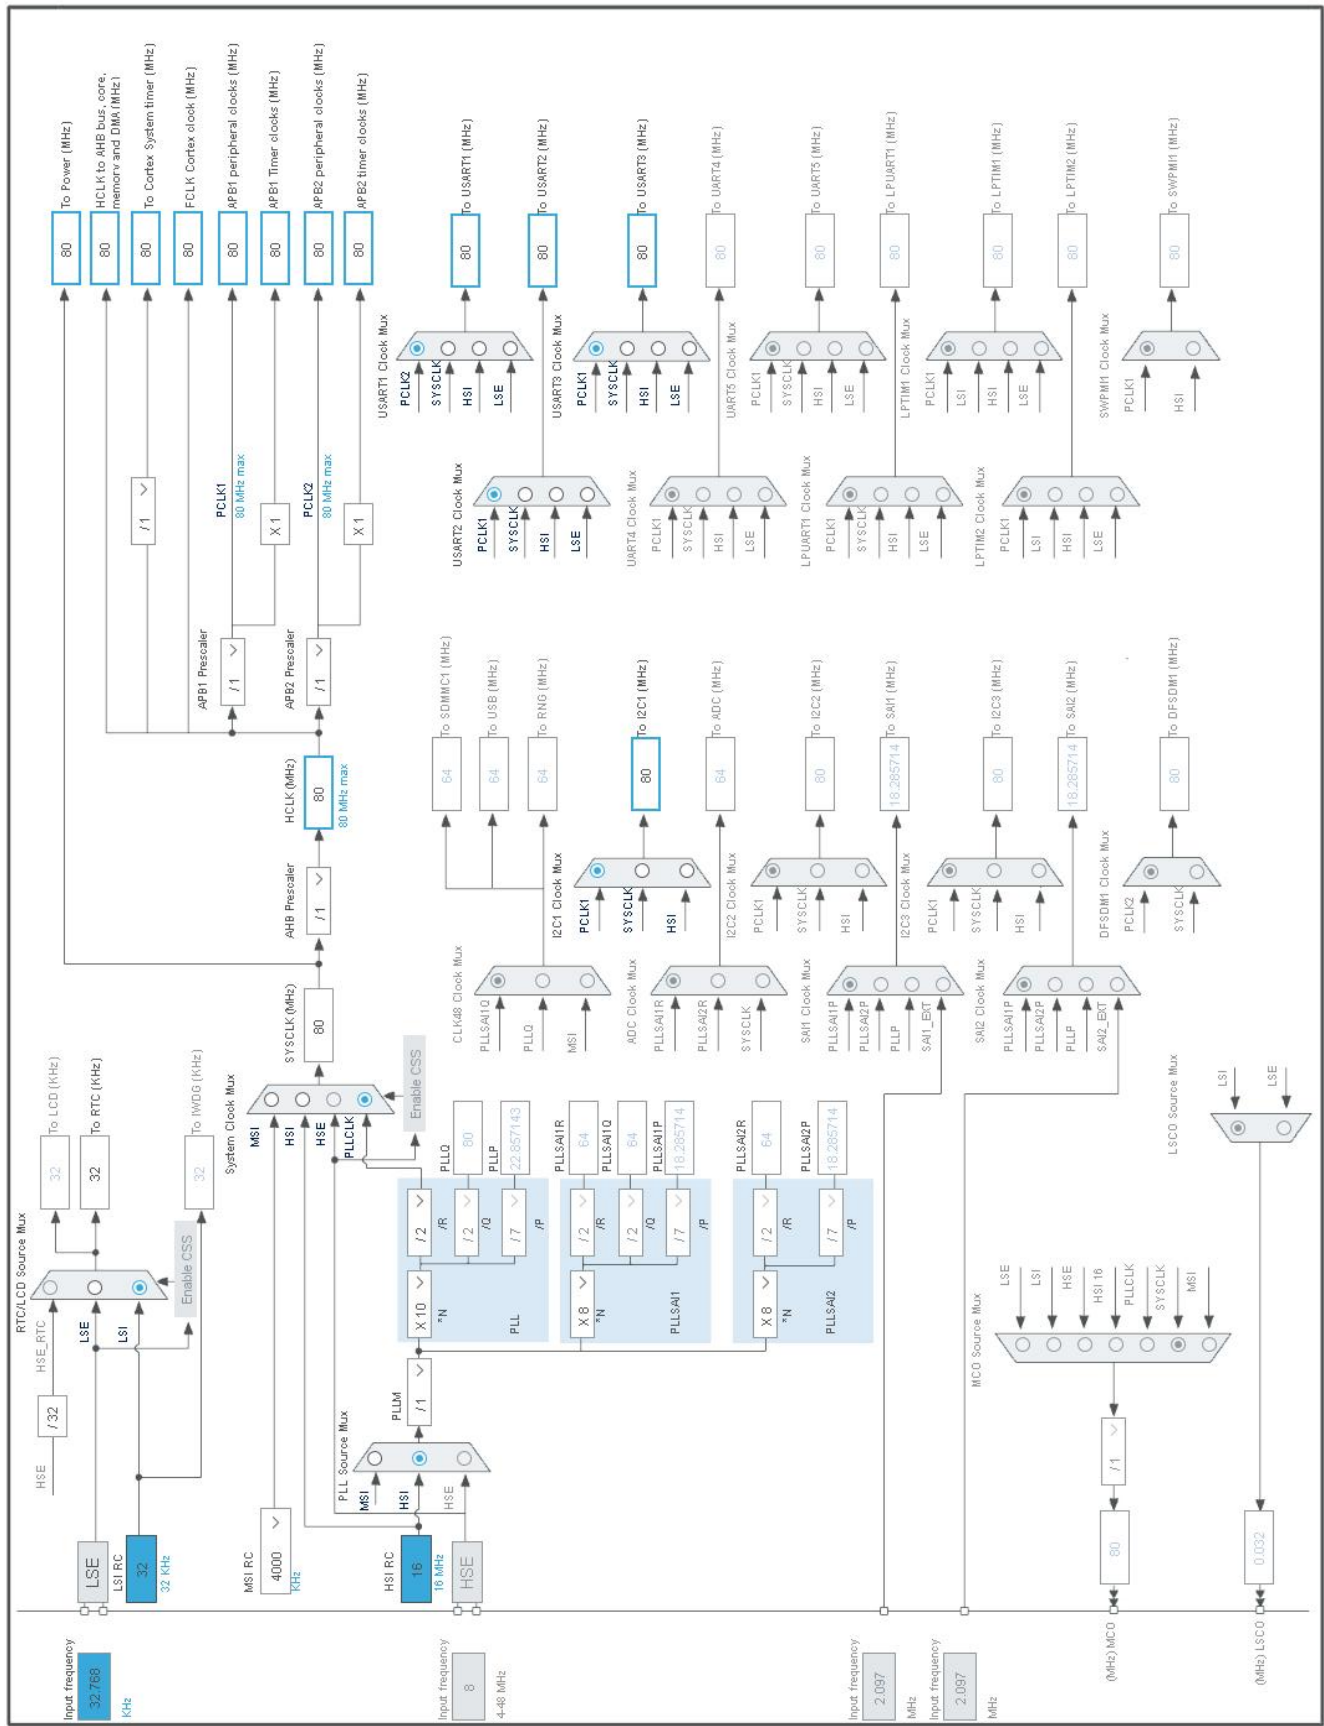 Input frequency
32.768
KHz
LSE
LSI RC
32
32 KHz
HSE
/ 32
HSE_RTC
LSE
LSI
RTC/LCD Source Mux
Enable CSS
32
To LCD (KHz)
32
To RTC (KHz)
32
To IWDG (KHz)
MSI RC
4000
KHz
HSI RC
16
16 MHz
Input frequency
8
4-48 MHz
HSE
PLL Source Mux
MSI
HSI
HSE
PLLM
/ 1
X 10
*N
/ 2
/R
/ 2
/Q
/ 7
/P
PLL
PLLQ
80
PLLP
22.857143
X 8
*N
/ 2
/R
/ 2
/Q
/ 7
/P
PLLSAI1
PLLSAI1R
64
PLLSAI1Q
64
PLLSAI1P
18.285714
X 8
*N
/ 2
/R
/ 7
/P
PLLSAI2
PLLSAI2R
64
PLLSAI2P
18.285714
System Clock Mux
MSI
HSI
HSE
PLLCLK
Enable CSS
SYSCLK (MHz)
80
AHB Prescaler
/ 1
HCLK (MHz)
80
80 MHz max
APB1 Prescaler
/ 1
APB2 Prescaler
/ 1
/ 1
PCLK1
80 MHz max
X 1
PCLK2
80 MHz max
X 1
80
To Power (MHz)
80
HCLK to AHB bus, core,
memory and DMA (MHz)
80
To Cortex System timer (MHz)
80
FCLK Cortex clock (MHz)
80
APB1 peripheral clocks (MHz)
80
APB1 Timer clocks (MHz)
80
APB2 peripheral clocks (MHz)
80
APB2 timer clocks (MHz)
CLK48 Clock Mux
PLLSAI1Q
PLLQ
MSI
64
To SDMMC1 (MHz)
64
To USB (MHz)
64
To RNG (MHz)
I2C1 Clock Mux
PCLK1
SYSCLK
HSI
80
To I2C1 (MHz)
ADC Clock Mux
PLLSAI1R
PLLSAI2R
SYSCLK
64
To ADC (MHz)
I2C2 Clock Mux
PCLK1
SYSCLK
HSI
80
To I2C2 (MHz)
SAI1 Clock Mux
PLLSAI1P
PLLSAI2P
PLLP
SAI1_EXT
18.285714
To SAI1 (MHz)
I2C3 Clock Mux
PCLK1
SYSCLK
HSI
80
To I2C3 (MHz)
SAI2 Clock Mux
PLLSAI1P
PLLSAI2P
PLLP
SAI2_EXT
18.285714
To SAI2 (MHz)
DFSDM1 Clock Mux
PCLK2
SYSCLK
80
To DFSDM1 (MHz)
USART1 Clock Mux
PCLK2
SYSCLK
HSI
LSE
80
To USART1 (MHz)
USART2 Clock Mux
PCLK1
SYSCLK
HSI
LSE
80
To USART2 (MHz)
USART3 Clock Mux
PCLK1
SYSCLK
HSI
LSE
80
To USART3 (MHz)
UART4 Clock Mux
PCLK1
SYSCLK
HSI
LSE
80
To UART4 (MHz)
UART5 Clock Mux
PCLK1
SYSCLK
HSI
LSE
80
To UART5 (MHz)
LPUART1 Clock Mux
PCLK1
SYSCLK
HSI
LSE
80
To LPUART1 (MHz)
LPTIM1 Clock Mux
PCLK1
LSI
HSI
LSE
80
To LPTIM1 (MHz)
LPTIM2 Clock Mux
PCLK1
LSI
HSI
LSE
80
To LPTIM2 (MHz)
SWPMI1 Clock Mux
PCLK1
HSI
80
To SWPMI1 (MHz)
Input frequency
2.097
MHz
Input frequency
2.097
MHz
MCO Source Mux
LSE
LSI
HSE
HSI 16
PLLCLK
SYSCLK
MSI
/ 1
80
(MHz) MCO
LSCO Source Mux
LSI
LSE
0.032
(MHz) LSCO